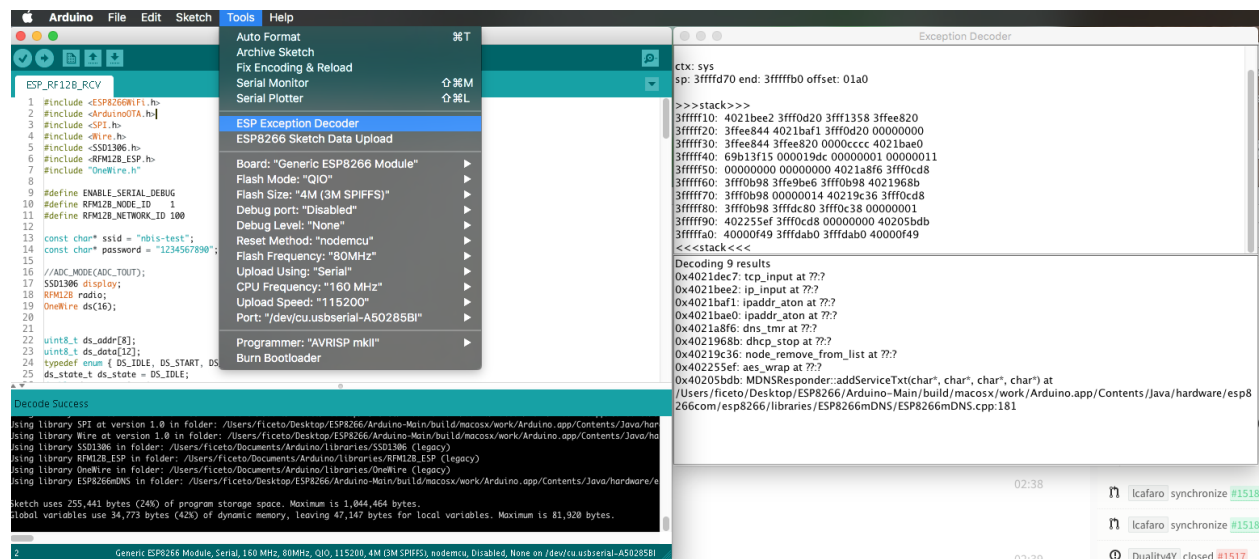 Arduino File Edit Sketch Tools Help
Auto Format ⌘T
Archive Sketch
Fix Encoding & Reload
Serial Monitor ⇧⌘M
Serial Plotter ⇧⌘L
ESP Exception Decoder
ESP8266 Sketch Data Upload
Board: "Generic ESP8266 Module"
Flash Mode: "QIO"
Flash Size: "4M (3M SPIFFS)"
Debug port: "Disabled"
Debug Level: "None"
Reset Method: "nodemcu"
Flash Frequency: "80MHz"
Upload Using: "Serial"
CPU Frequency: "160 MHz"
Upload Speed: "115200"
Port: "/dev/cu.usbserial-A50285BI"
Programmer: "AVRISP mkII"
Burn Bootloader
ESP_RF12B_RCV
1 #include <ESP8266WiFi.h>
2 #include <ArduinoOTA.h>
3 #include <SPI.h>
4 #include <Wire.h>
5 #include <SSD1306.h>
6 #include <RFM12B_ESP.h>
7 #include "OneWire.h"
8
9 #define ENABLE_SERIAL_DEBUG
10 #define RFM12B_NODE_ID 1
11 #define RFM12B_NETWORK_ID 100
12
13 const char* ssid = "nbis-test";
14 const char* password = "1234567890";
15
16 //ADC_MODE(ADC_TOUT);
17 SSD1306 display;
18 RFM12B radio;
19 OneWire ds(16);
20
21
22 uint8_t ds_addr[8];
23 uint8_t ds_data[12];
24 typedef enum { DS_IDLE, DS_START, DS
25 ds_state_t ds_state = DS_IDLE;
Decode Success
Using library SPI at version 1.0 in folder: /Users/ficeto/Desktop/ESP8266/Arduino-Main/build/macosx/work/Arduino.app/Contents/Java/har
Using library Wire at version 1.0 in folder: /Users/ficeto/Desktop/ESP8266/Arduino-Main/build/macosx/work/Arduino.app/Contents/Java/ha
Using library SSD1306 in folder: /Users/ficeto/Documents/Arduino/libraries/SSD1306 (legacy)
Using library RFM12B_ESP in folder: /Users/ficeto/Documents/Arduino/libraries/RFM12B_ESP (legacy)
Using library OneWire in folder: /Users/ficeto/Documents/Arduino/libraries/OneWire (legacy)
Using library ESP8266mDNS in folder: /Users/ficeto/Desktop/ESP8266/Arduino-Main/build/macosx/work/Arduino.app/Contents/Java/hardware/e
Sketch uses 255,441 bytes (24%) of program storage space. Maximum is 1,044,464 bytes.
Global variables use 34,773 bytes (42%) of dynamic memory, leaving 47,147 bytes for local variables. Maximum is 81,920 bytes.
2 Generic ESP8266 Module, Serial, 160 MHz, 80MHz, QIO, 115200, 4M (3M SPIFFS), nodemcu, Disabled, None on /dev/cu.usbserial-A50285BI
Exception Decoder
ctx: sys
sp: 3ffffd70 end: 3fffffb0 offset: 01a0
>>>stack>>>
3fffff10: 4021bee2 3fff0d20 3fff1358 3ffee820
3fffff20: 3ffee844 4021baf1 3fff0d20 00000000
3fffff30: 3ffee844 3ffee820 0000cccc 4021bae0
3fffff40: 69b13f15 000019dc 00000001 00000011
3fffff50: 00000000 00000000 4021a8f6 3fff0cd8
3fffff60: 3fff0b98 3ffe9be6 3fff0b98 4021968b
3fffff70: 3fff0b98 00000014 40219c36 3fff0cd8
3fffff80: 3fff0b98 3fffdc80 3fff0c38 00000001
3fffff90: 402255ef 3fff0cd8 00000000 40205bdb
3fffffa0: 40000f49 3fffdab0 3fffdab0 40000f49
<<<stack<<<
Decoding 9 results
0x4021dec7: tcp_input at ??:?
0x4021bee2: ip_input at ??:?
0x4021baf1: ipaddr_aton at ??:?
0x4021bae0: ipaddr_aton at ??:?
0x4021a8f6: dns_tmr at ??:?
0x4021968b: dhcp_stop at ??:?
0x40219c36: node_remove_from_list at ??:?
0x402255ef: aes_wrap at ??:?
0x40205bdb: MDNSResponder::addServiceTxt(char*, char*, char*, char*) at
/Users/ficeto/Desktop/ESP8266/Arduino-Main/build/macosx/work/Arduino.app/Contents/Java/hardware/esp8
266com/esp8266/libraries/ESP8266mDNS/ESP8266mDNS.cpp:181
02:38
lcafaro synchronize #1518
lcafaro synchronize #1518
Duality4Y closed #1517